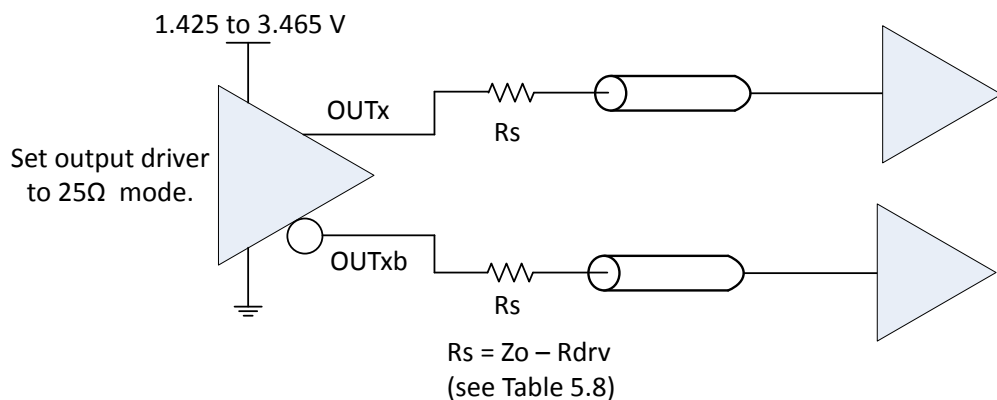 1.425 to 3.465 V
OUTx
Rs
Set output driver
to 25Ω mode.
OUTxb
Rs
Rs = Zo – Rdrv
(see Table 5.8)